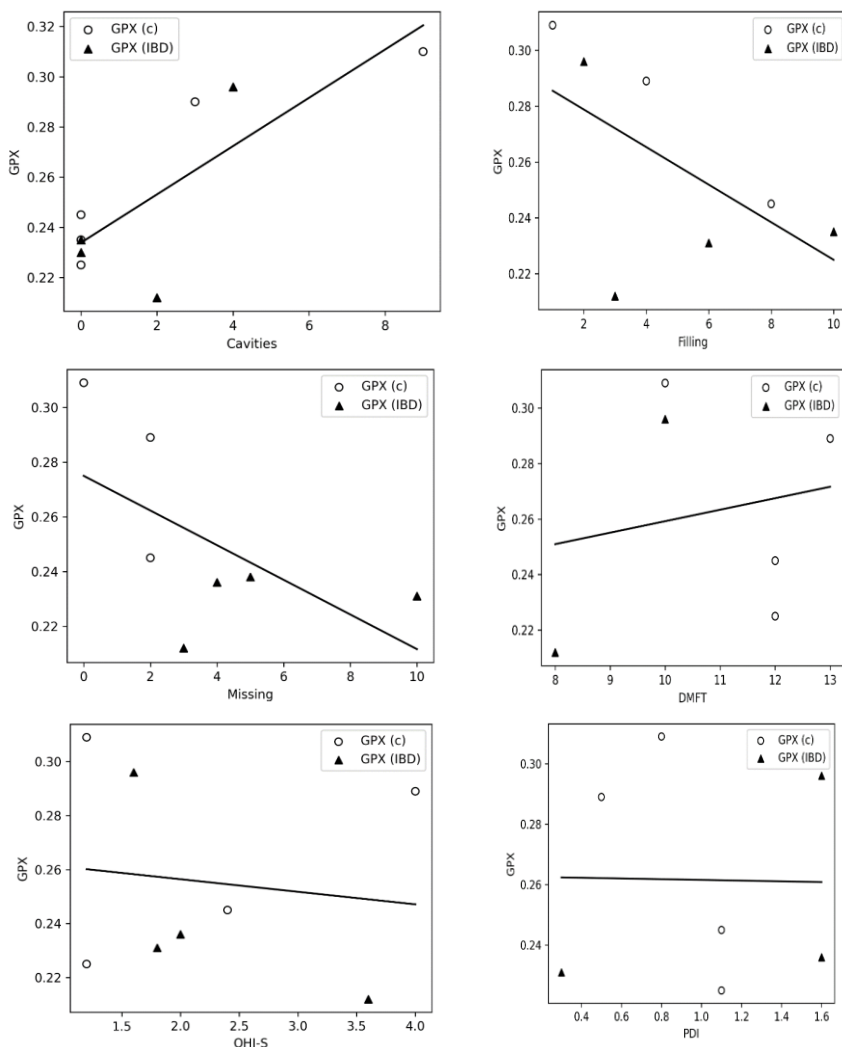 GPX (c)
GPX (IBD)
0.32
0.30
0.28
0.26
0.24
0.22
GPX
0 2 4 6 8
Cavities
GPX (c)
GPX (IBD)
0.30
0.28
0.26
0.24
0.22
GPX
2 4 6 8 10
Filling
GPX (c)
GPX (IBD)
0.30
0.28
0.26
0.24
0.22
GPX
0 2 4 6 8 10
Missing
GPX (c)
GPX (IBD)
0.30
0.28
0.26
0.24
0.22
GPX
8 9 10 11 12 13
DMFT
GPX (c)
GPX (IBD)
0.30
0.28
0.26
0.24
0.22
GPX
1.5 2.0 2.5 3.0 3.5 4.0
OHI-S
GPX (c)
GPX (IBD)
0.30
0.28
0.26
0.24
GPX
0.4 0.6 0.8 1.0 1.2 1.4 1.6
PDI